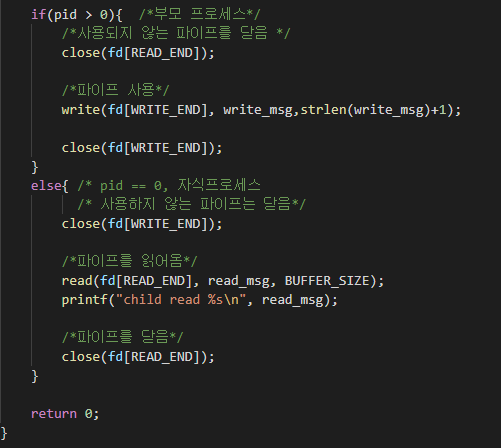 if(pid > 0){  /*부모 프로세스*/
/*사용되지 않는 파이프를 닫음 */
close(fd[READ_END]);
/*파이프 사용*/
write(fd[WRITE_END], write_msg,strlen(write_msg)+1);
close(fd[WRITE_END]);
}
else{ /* pid == 0, 자식프로세스
/* 사용하지 않는 파이프는 닫음*/
close(fd[WRITE_END]);
/*파이프를 읽어옴*/
read(fd[READ_END], read_msg, BUFFER_SIZE);
printf("child read %s\n", read_msg);
/*파이프를 닫음*/
close(fd[READ_END]);
}
return 0;
}